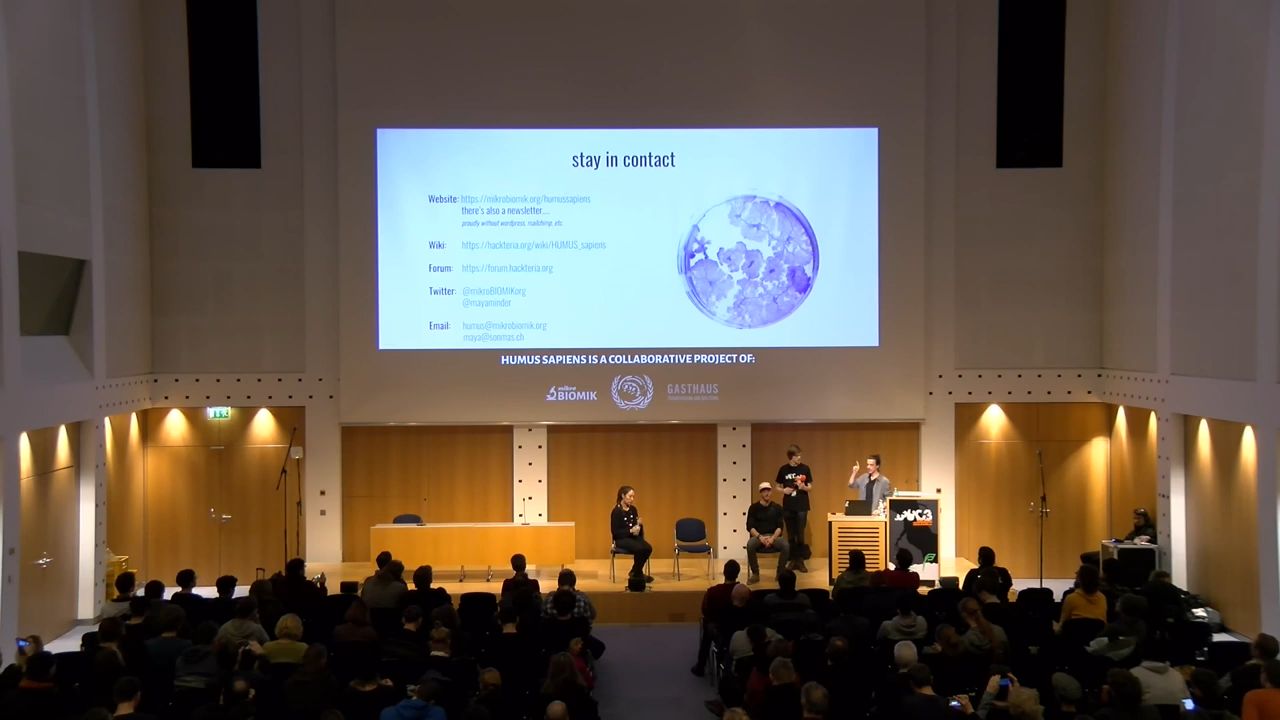 stay in contact
Website: https://mikrobiomik.org/humussapiens
there's also a newsletter...
proudly without wordpress, mailchimp, etc.
Wiki: https://hackteria.org/wiki/HUMUS_sapiens
Forum: https://forum.hackteria.org
Twitter: @mikroBIOMIKorg
@mayaminder
Email: humus@mikrobiomik.org
maya@sonmas.ch
HUMUS SAPIENS IS A COLLABORATIVE PROJECT OF:
mikro
BIOMIK
GASTHAUS